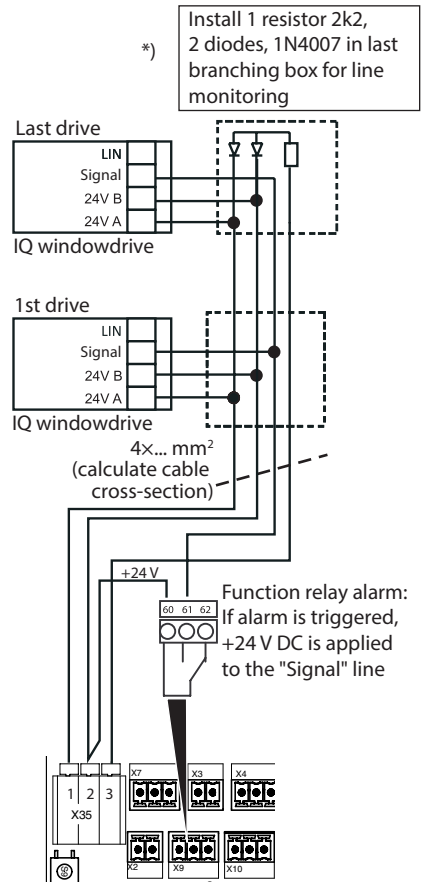 *)
Install 1 resistor 2k2,
2 diodes, 1N4007 in last
branching box for line
monitoring
Last drive
LIN
Signal
24V B
24V A
IQ windowdrive
1st drive
LIN
Signal
24V B
24V A
IQ windowdrive
4×... mm²
(calculate cable
cross-section)
+24 V
60 61 62
Function relay alarm:
If alarm is triggered,
+24 V DC is applied
to the "Signal" line
1 2 3
X35
X7
X3
X4
X2
X9
X10